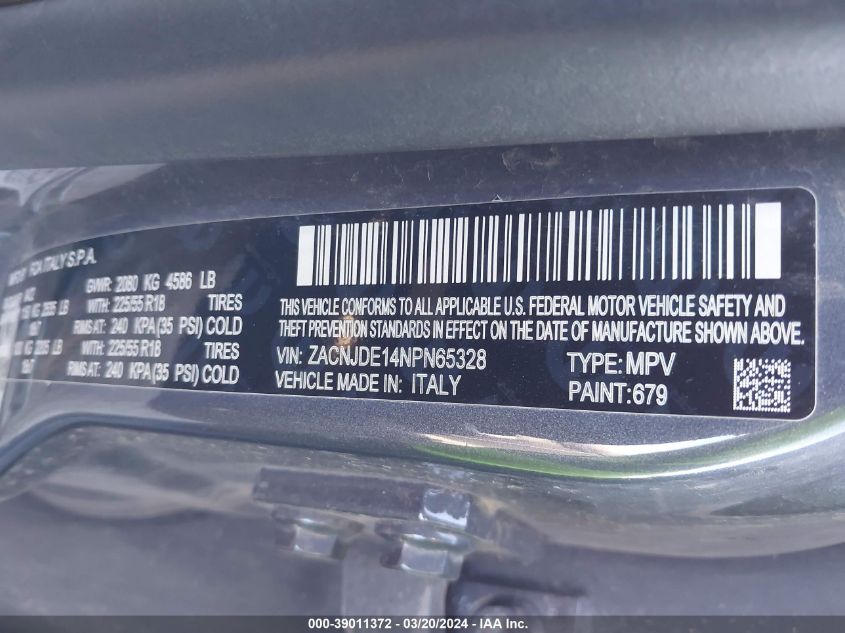 FCA ITALY S.P.A.
GVWR: 2080 KG 4586 LB
WITH: 225/55 R18 TIRES
RIMS AT: 240 KPA (35 PSI) COLD
WITH: 225/55 R18 TIRES
RIMS AT: 240 KPA (35 PSI) COLD
THIS VEHICLE CONFORMS TO ALL APPLICABLE U.S. FEDERAL MOTOR VEHICLE SAFETY AND
THEFT PREVENTION STANDARDS IN EFFECT ON THE DATE OF MANUFACTURE SHOWN ABOVE.
VIN: ZACNJDE14NPN65328 TYPE: MPV
VEHICLE MADE IN: ITALY PAINT:679
000-39011372 - 03/20/2024 - IAA Inc.